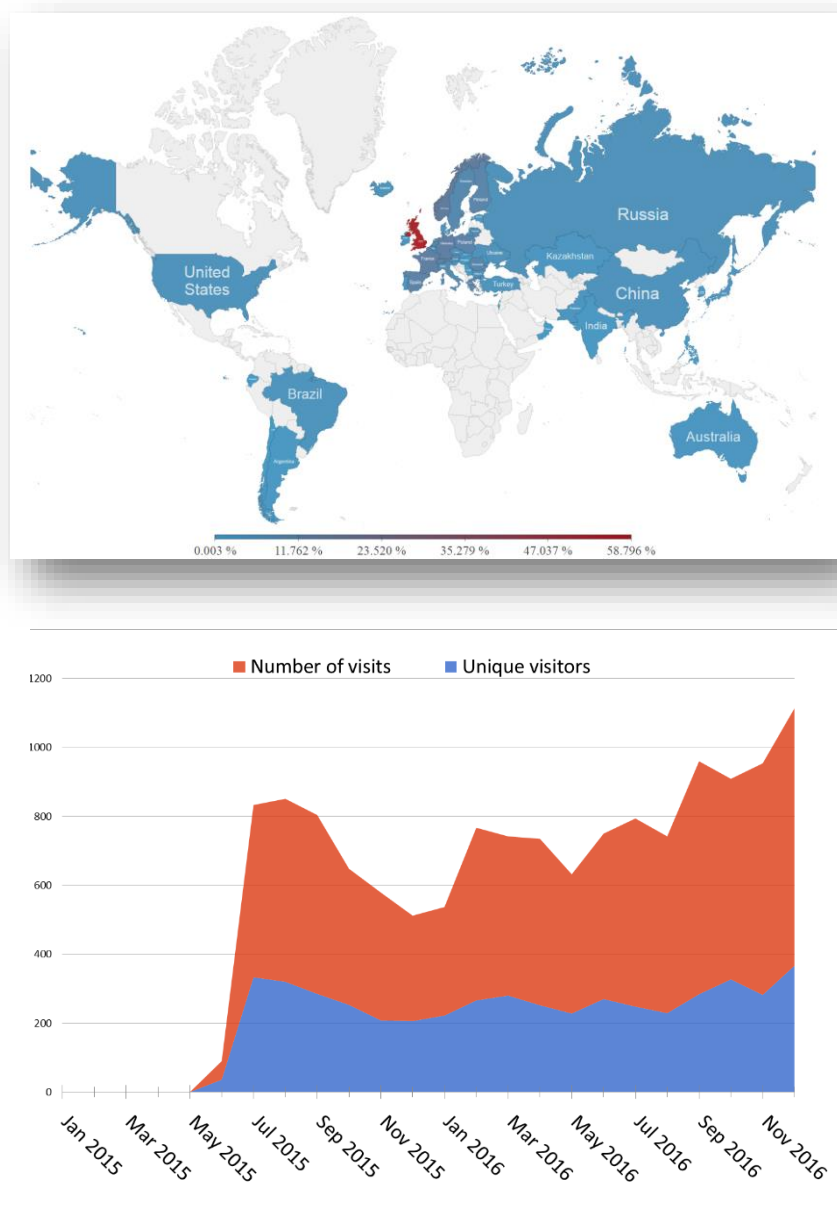 Russia
Kazakhstan
United
States
China
India
Turkey
Ukraine
Poland
France
Spain
Finland
Brazil
Argentina
Australia
0.003 %
11.762 %
23.520 %
35.279 %
47.037 %
58.796 %
Number of visits
Unique visitors
1200
1000
800
600
400
200
0
Jan 2015
Mar 2015
May 2015
Jul 2015
Sep 2015
Nov 2015
Jan 2016
Mar 2016
May 2016
Jul 2016
Sep 2016
Nov 2016